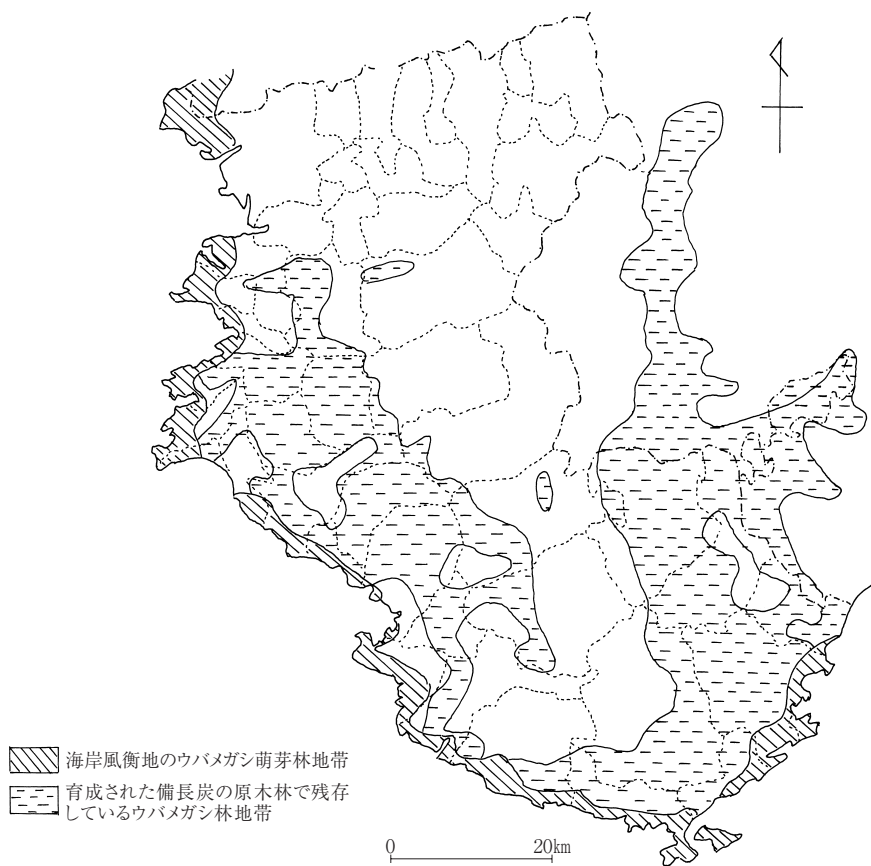 海岸風衝地のウバメガシ萌芽林地帯
育成された備長炭の原木林で残存
しているウバメガシ林地帯
0 20km